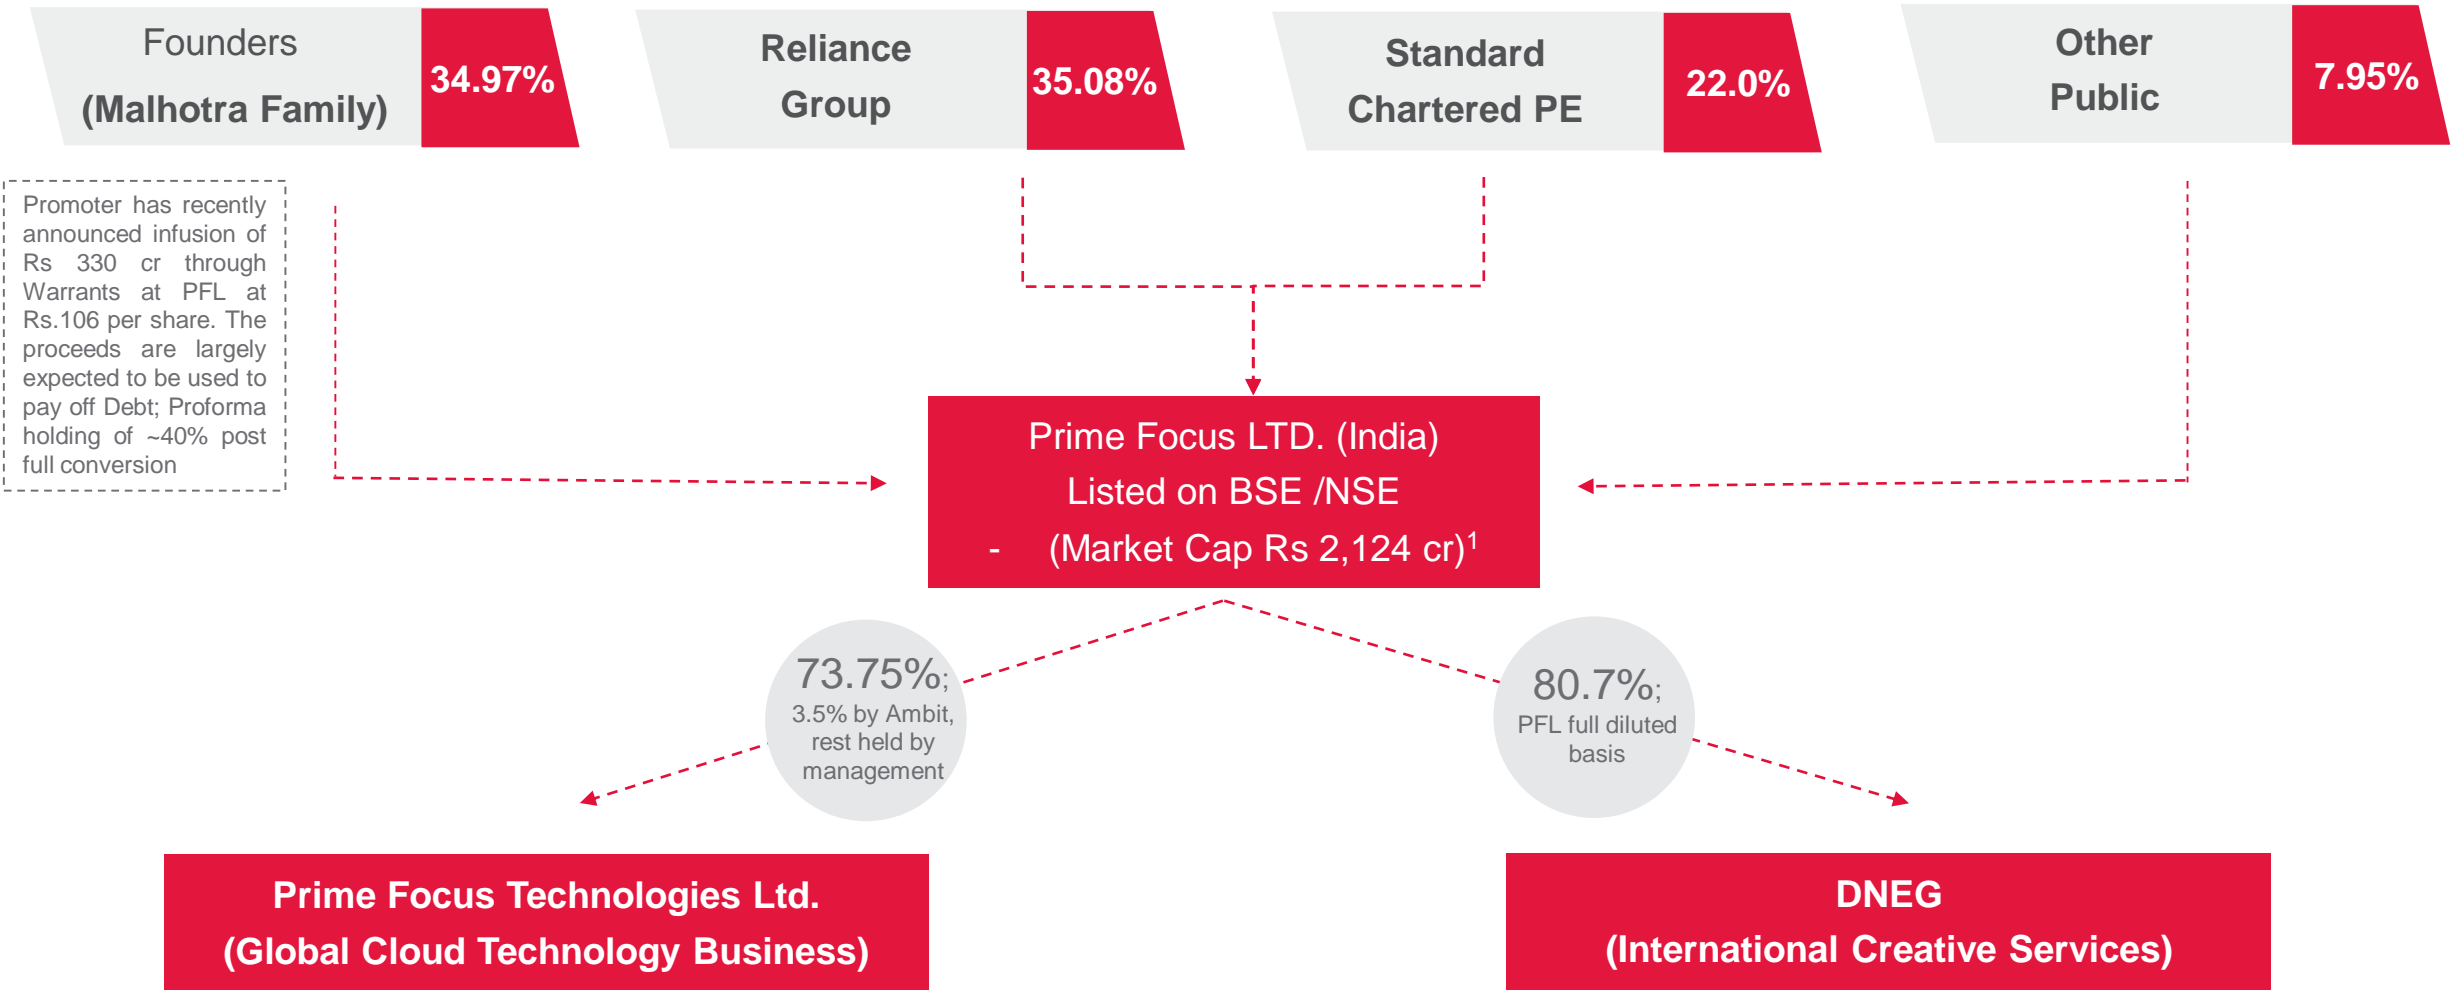 Founders
(Malhotra Family)
34.97%
Reliance
Group
35.08%
Standard
Chartered PE
22.0%
Other
Public
7.95%
Promoter has recently
announced infusion of
Rs 330 cr through
Warrants at PFL at
Rs.106 per share. The
proceeds are largely
expected to be used to
pay off Debt; Proforma
holding of ~40% post
full conversion
Prime Focus LTD. (India)
Listed on BSE /NSE
- (Market Cap Rs 2,124 cr)¹
73.75%;
3.5% by Ambit,
rest held by
management
80.7%;
PFL full diluted
basis
Prime Focus Technologies Ltd.
(Global Cloud Technology Business)
DNEG
(International Creative Services)